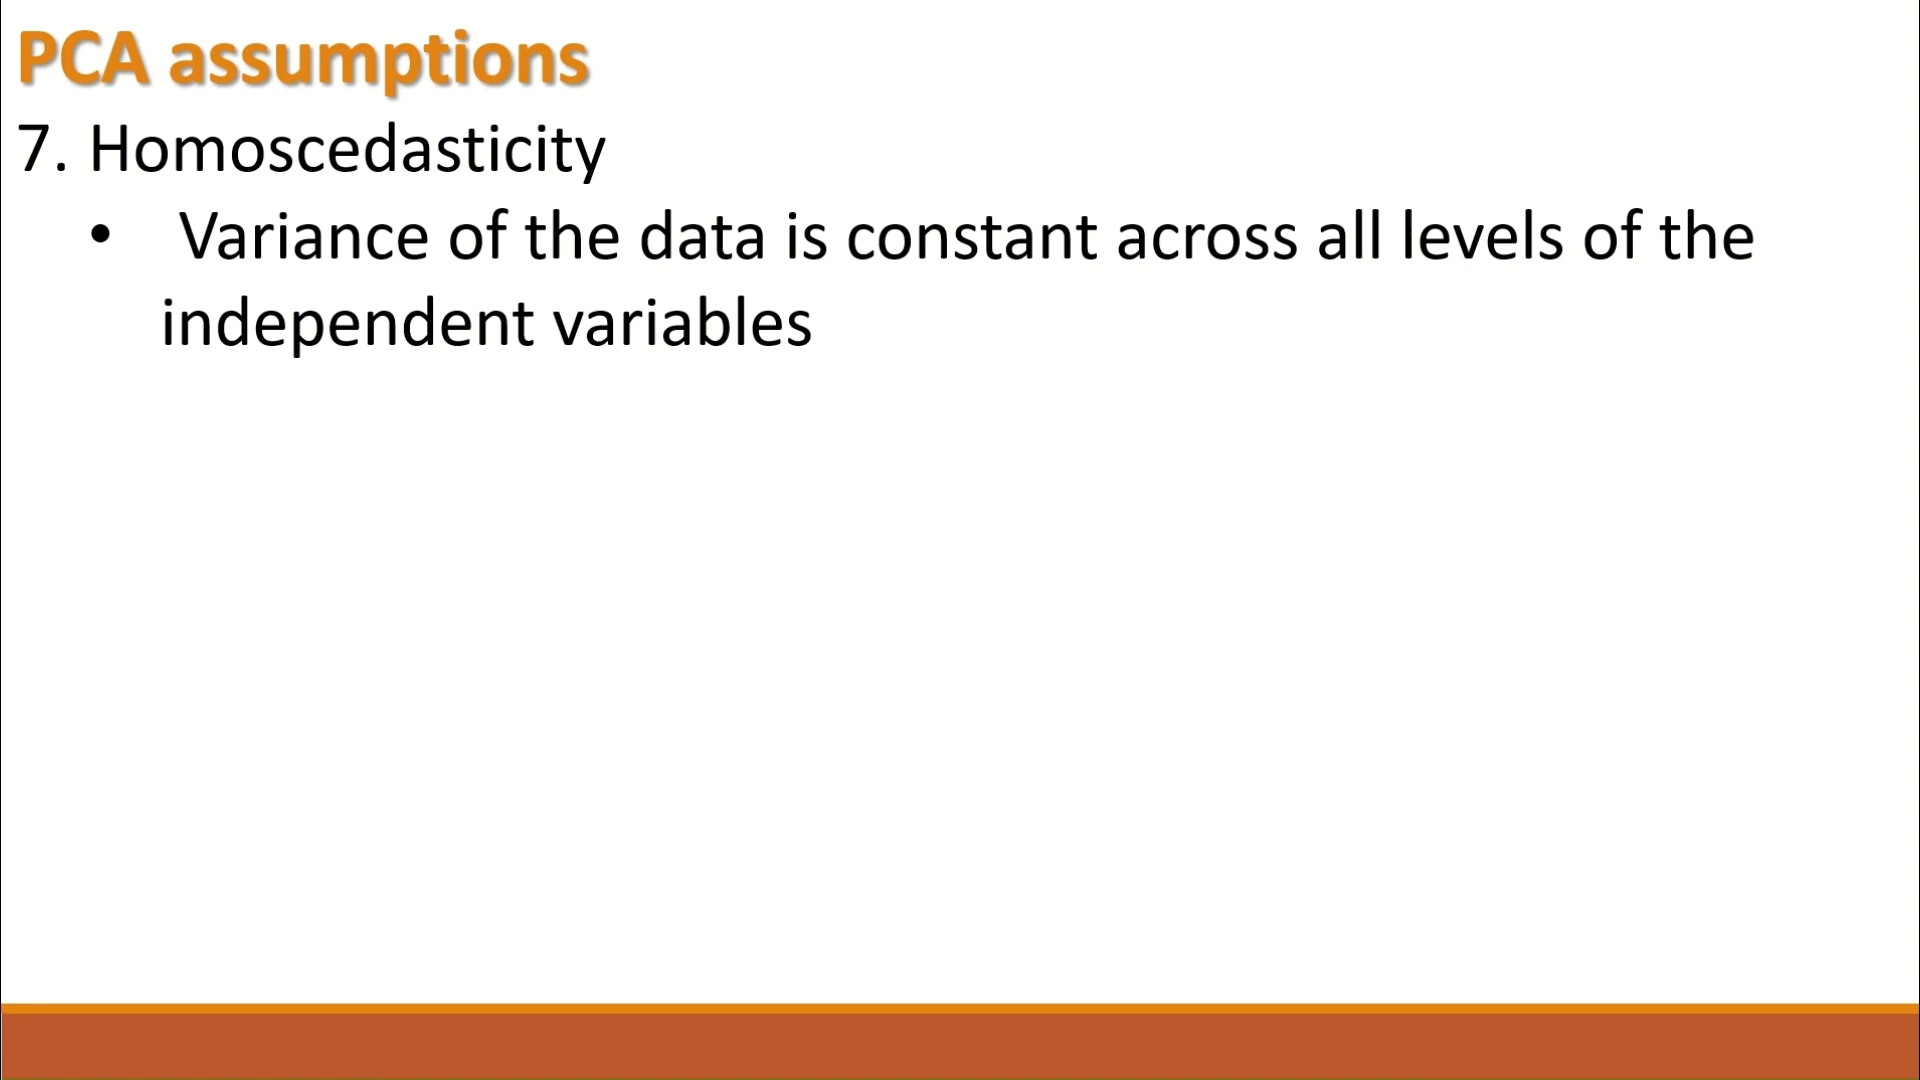 PCA assumptions
7. Homoscedasticity
• Variance of the data is constant across all levels of the
independent variables